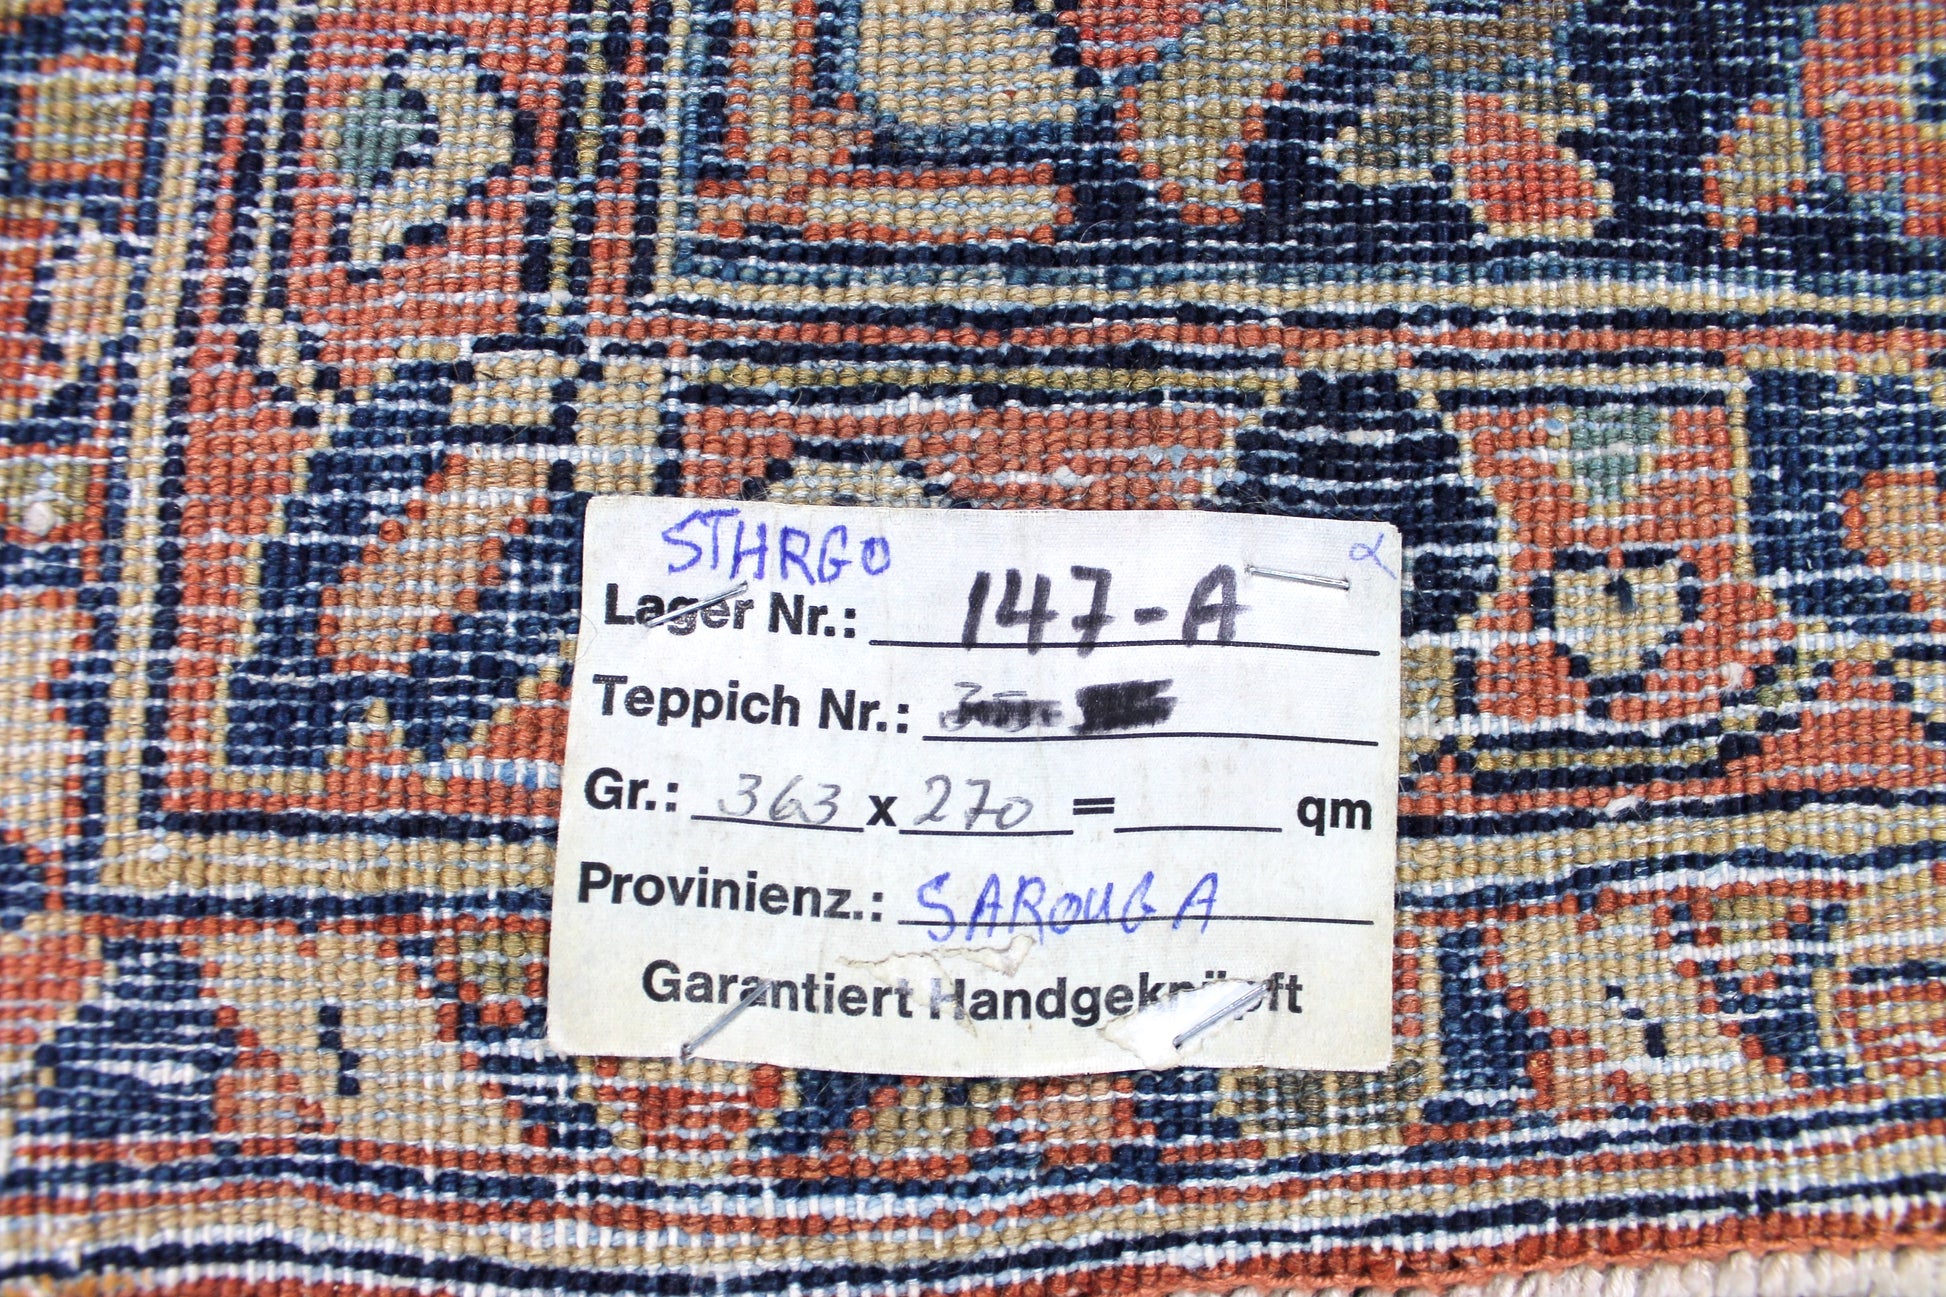 STHRGO
Lager Nr.: 147-A
Teppich Nr.:
Gr.: 363 x 270 = qm
Provinienz.: SAROUGA
Garantiert Handgeknüpft